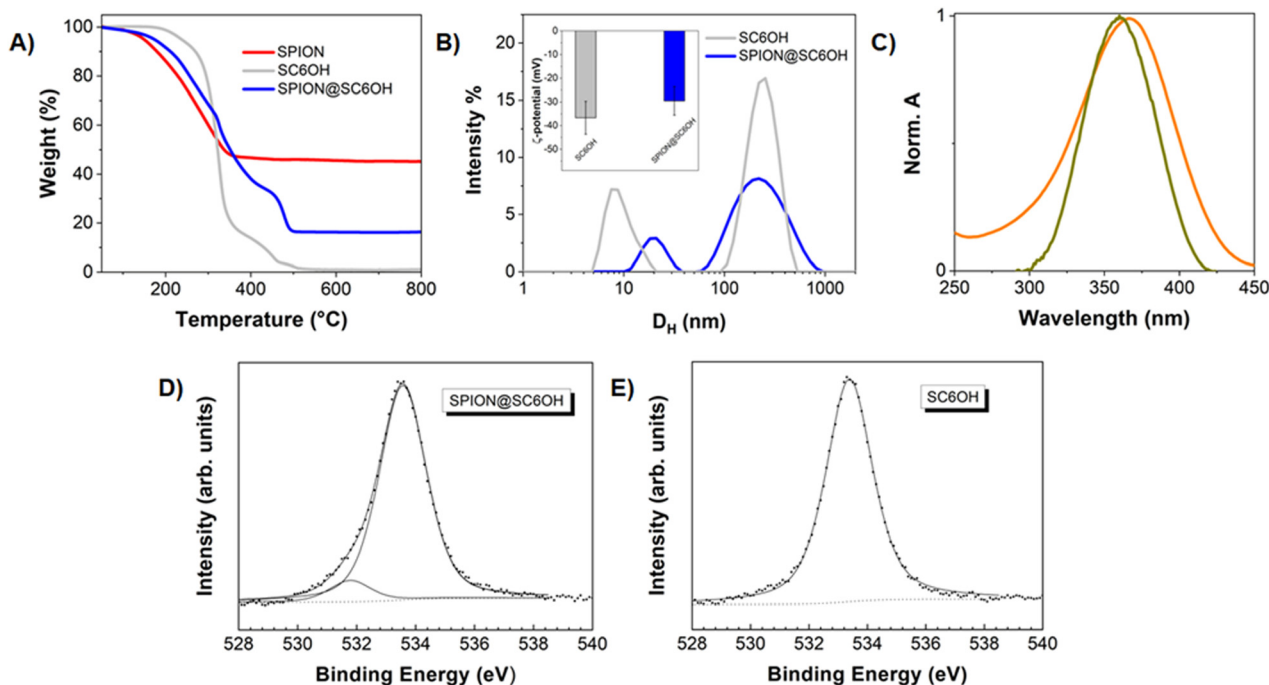 A)
100
80
60
40
20
0
Weight (%)
200
400
600
800
Temperature (°C)
SPION
SC6OH
SPION@SC6OH
B)
20
15
10
5
0
Intensity %
1
10
100
1000
D_H (nm)
0
-10
-20
-30
-40
-50
ζ-potential (mV)
SC6OH
SPION@SC6OH
SC6OH
SPION@SC6OH
C)
1
0
Norm. A
250
300
350
400
450
Wavelength (nm)
D)
SPION@SC6OH
Intensity (arb. units)
528
530
532
534
536
538
540
Binding Energy (eV)
E)
SC6OH
Intensity (arb. units)
528
530
532
534
536
538
540
Binding Energy (eV)